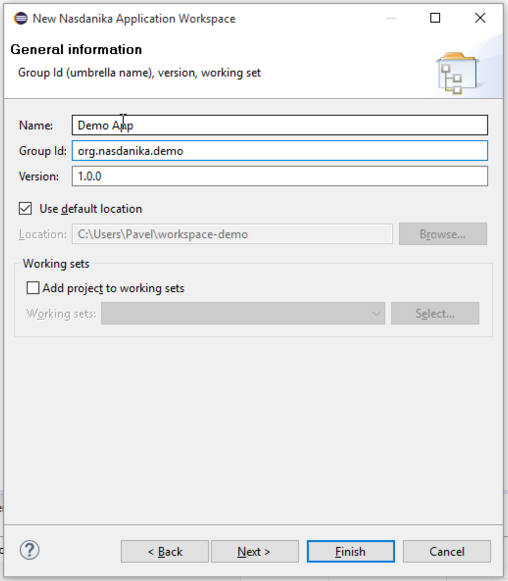 New Nasdanika Application Workspace
General information
Group Id (umbrella name), version, working set
Name: Demo App
Group Id: org.nasdanika.demo
Version: 1.0.0
Use default location
Location: C:\Users\Pavel\workspace-demo Browse...
Working sets
Add project to working sets
Working sets: Select...
? < Back Next > Finish Cancel